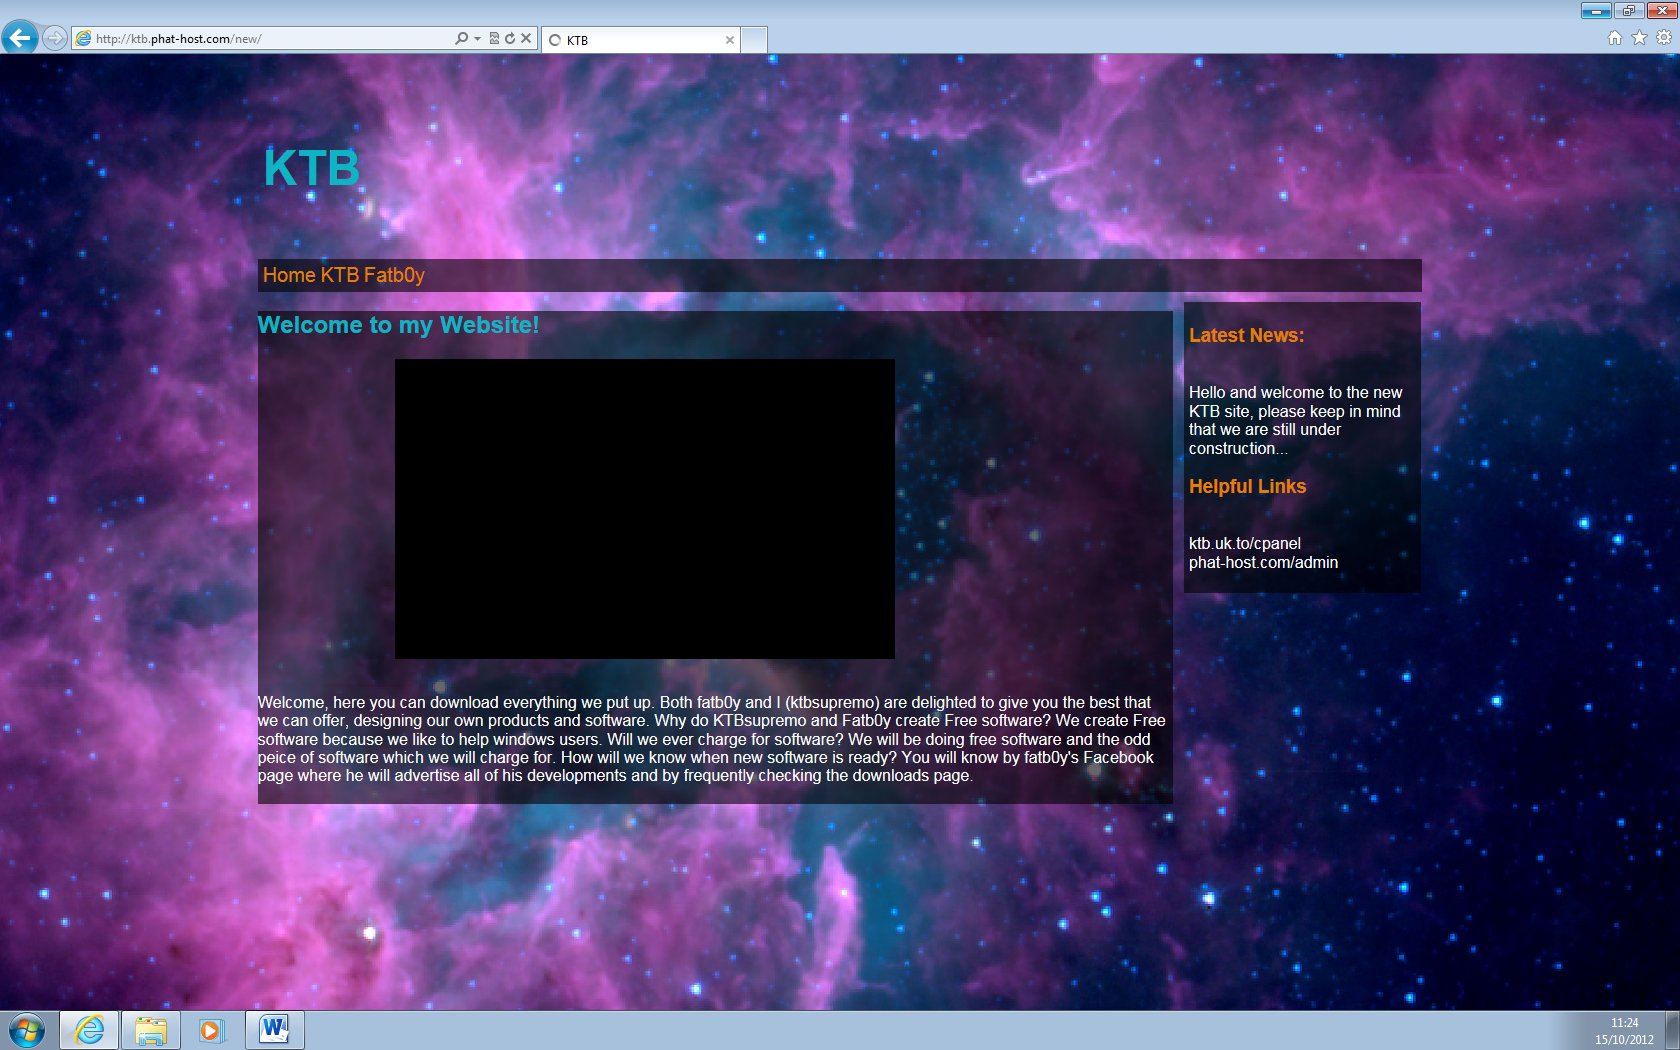 http://ktb.phat-host.com/new/
KTB
KTB
Home KTB Fatb0y
Welcome to my Website!
Welcome, here you can download everything we put up. Both fatb0y and I (ktbsupremo) are delighted to give you the best that
we can offer, designing our own products and software. Why do KTBsupremo and Fatb0y create Free software? We create Free
software because we like to help windows users. Will we ever charge for software? We will be doing free software and the odd
peice of software which we will charge for. How will we know when new software is ready? You will know by fatb0y's Facebook
page where he will advertise all of his developments and by frequently checking the downloads page.
Latest News:
Hello and welcome to the new
KTB site, please keep in mind
that we are still under
construction...
Helpful Links
ktb.uk.to/cpanel
phat-host.com/admin
W
11:24
15/10/2012